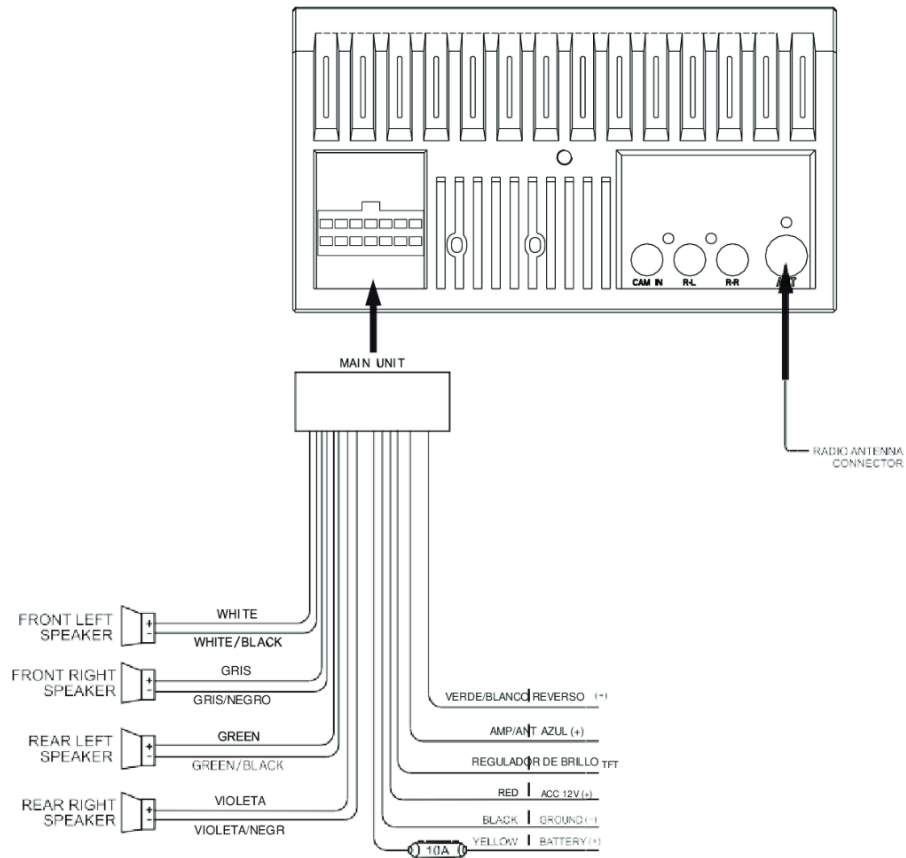 CAM IN
R-L
R-R
ANT
MAIN UNIT
RADIO ANTENNA
CONNECTOR
FRONT LEFT
SPEAKER
+
-
WHITE
WHITE/BLACK
FRONT RIGHT
SPEAKER
+
-
GRIS
GRIS/NEGRO
REAR LEFT
SPEAKER
+
-
GREEN
GREEN/BLACK
REAR RIGHT
SPEAKER
+
-
VIOLETA
VIOLETA/NEGR
VERDE/BLANCO REVERSO (+)
AMP/ANT AZUL (+)
REGULADOR DE BRILLO TFT
RED ACC 12V (+)
BLACK GROUND (-)
YELLOW BATTERY (+)
10A